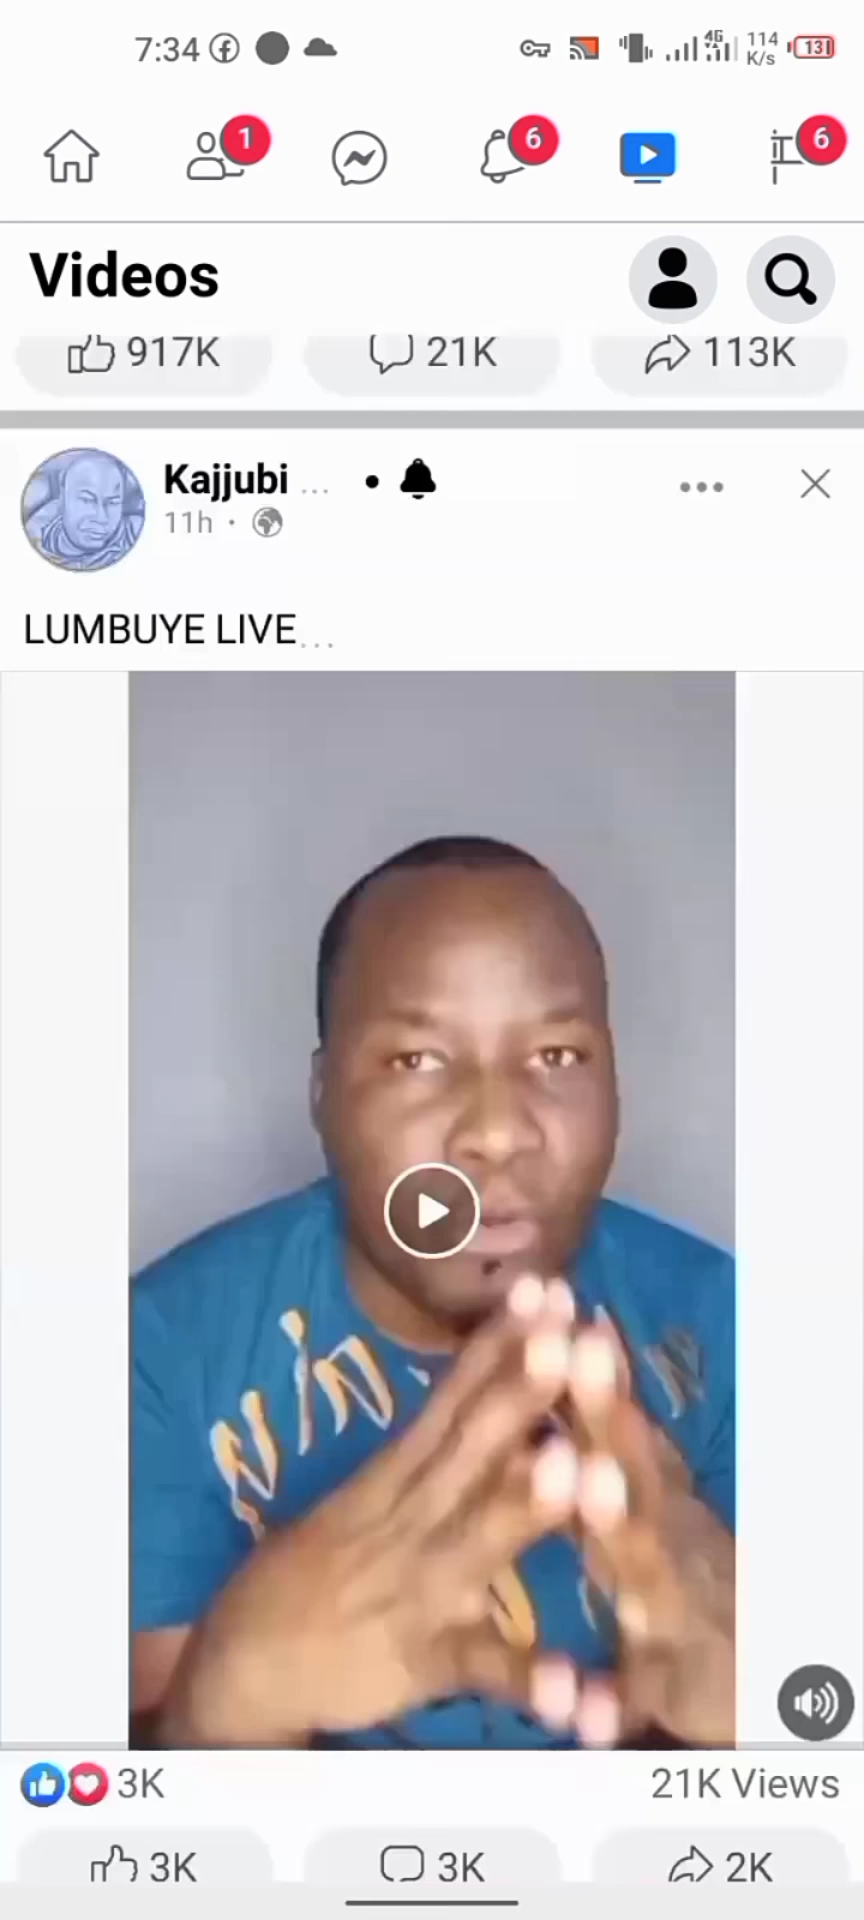 7:34
4G
114
K/s
13
1
6
6
Videos
917K
21K
113K
Kajjubi ...
11h ·
LUMBUYE LIVE...
3K
21K Views
3K
3K
2K